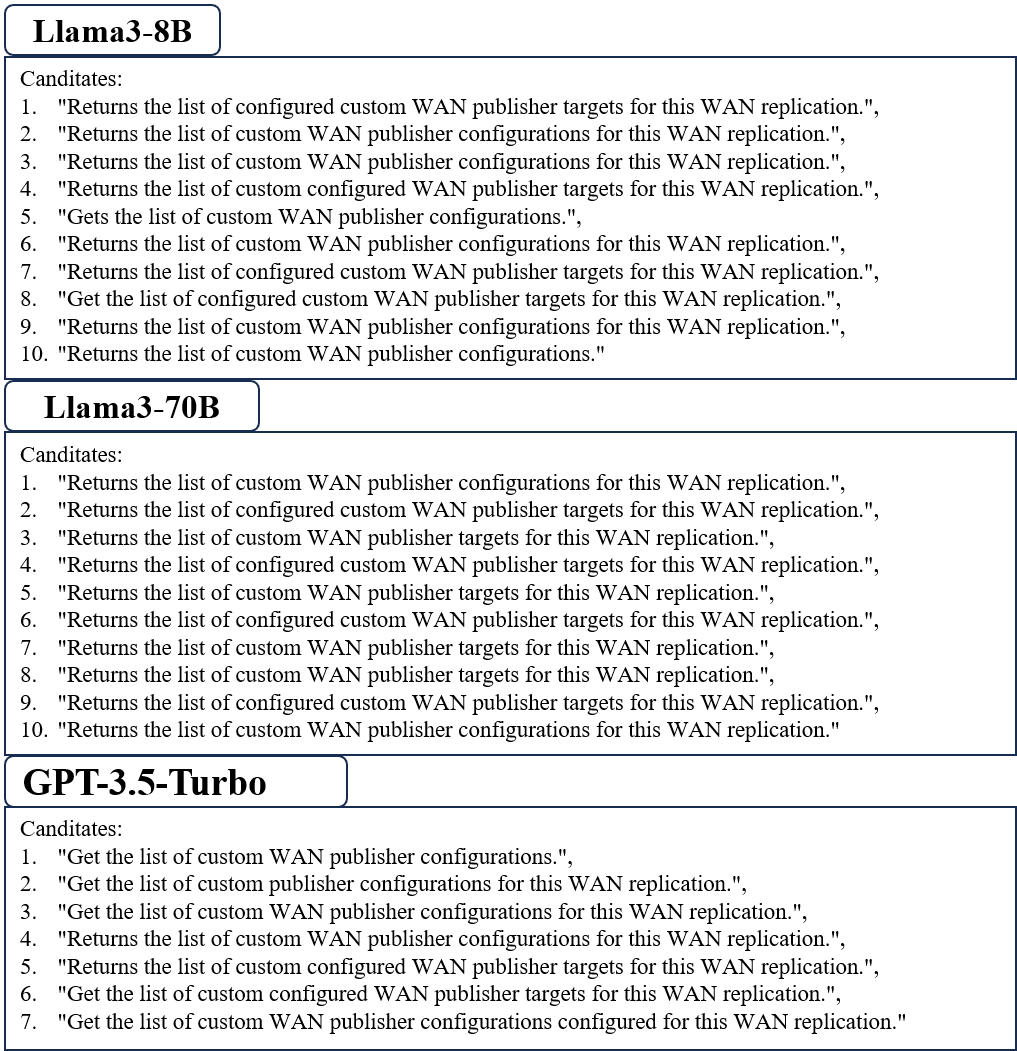 Llama3-8B
Canditates:
1. "Returns the list of configured custom WAN publisher targets for this WAN replication.",
2. "Returns the list of custom WAN publisher configurations for this WAN replication.",
3. "Returns the list of custom WAN publisher configurations for this WAN replication.",
4. "Returns the list of custom configured WAN publisher targets for this WAN replication.",
5. "Gets the list of custom WAN publisher configurations.",
6. "Returns the list of custom WAN publisher configurations for this WAN replication.",
7. "Returns the list of configured custom WAN publisher targets for this WAN replication.",
8. "Get the list of configured custom WAN publisher targets for this WAN replication.",
9. "Returns the list of custom WAN publisher configurations for this WAN replication.",
10. "Returns the list of custom WAN publisher configurations."
Llama3-70B
Canditates:
1. "Returns the list of custom WAN publisher configurations for this WAN replication.",
2. "Returns the list of configured custom WAN publisher targets for this WAN replication.",
3. "Returns the list of custom WAN publisher targets for this WAN replication.",
4. "Returns the list of configured custom WAN publisher targets for this WAN replication.",
5. "Returns the list of custom WAN publisher targets for this WAN replication.",
6. "Returns the list of configured custom WAN publisher targets for this WAN replication.",
7. "Returns the list of custom WAN publisher targets for this WAN replication.",
8. "Returns the list of custom WAN publisher targets for this WAN replication.",
9. "Returns the list of configured custom WAN publisher targets for this WAN replication.",
10. "Returns the list of custom WAN publisher configurations for this WAN replication."
GPT-3.5-Turbo
Canditates:
1. "Get the list of custom WAN publisher configurations.",
2. "Get the list of custom publisher configurations for this WAN replication.",
3. "Get the list of custom WAN publisher configurations for this WAN replication.",
4. "Returns the list of custom WAN publisher configurations for this WAN replication.",
5. "Returns the list of custom configured WAN publisher targets for this WAN replication.",
6. "Get the list of custom configured WAN publisher targets for this WAN replication.",
7. "Get the list of custom WAN publisher configurations configured for this WAN replication."